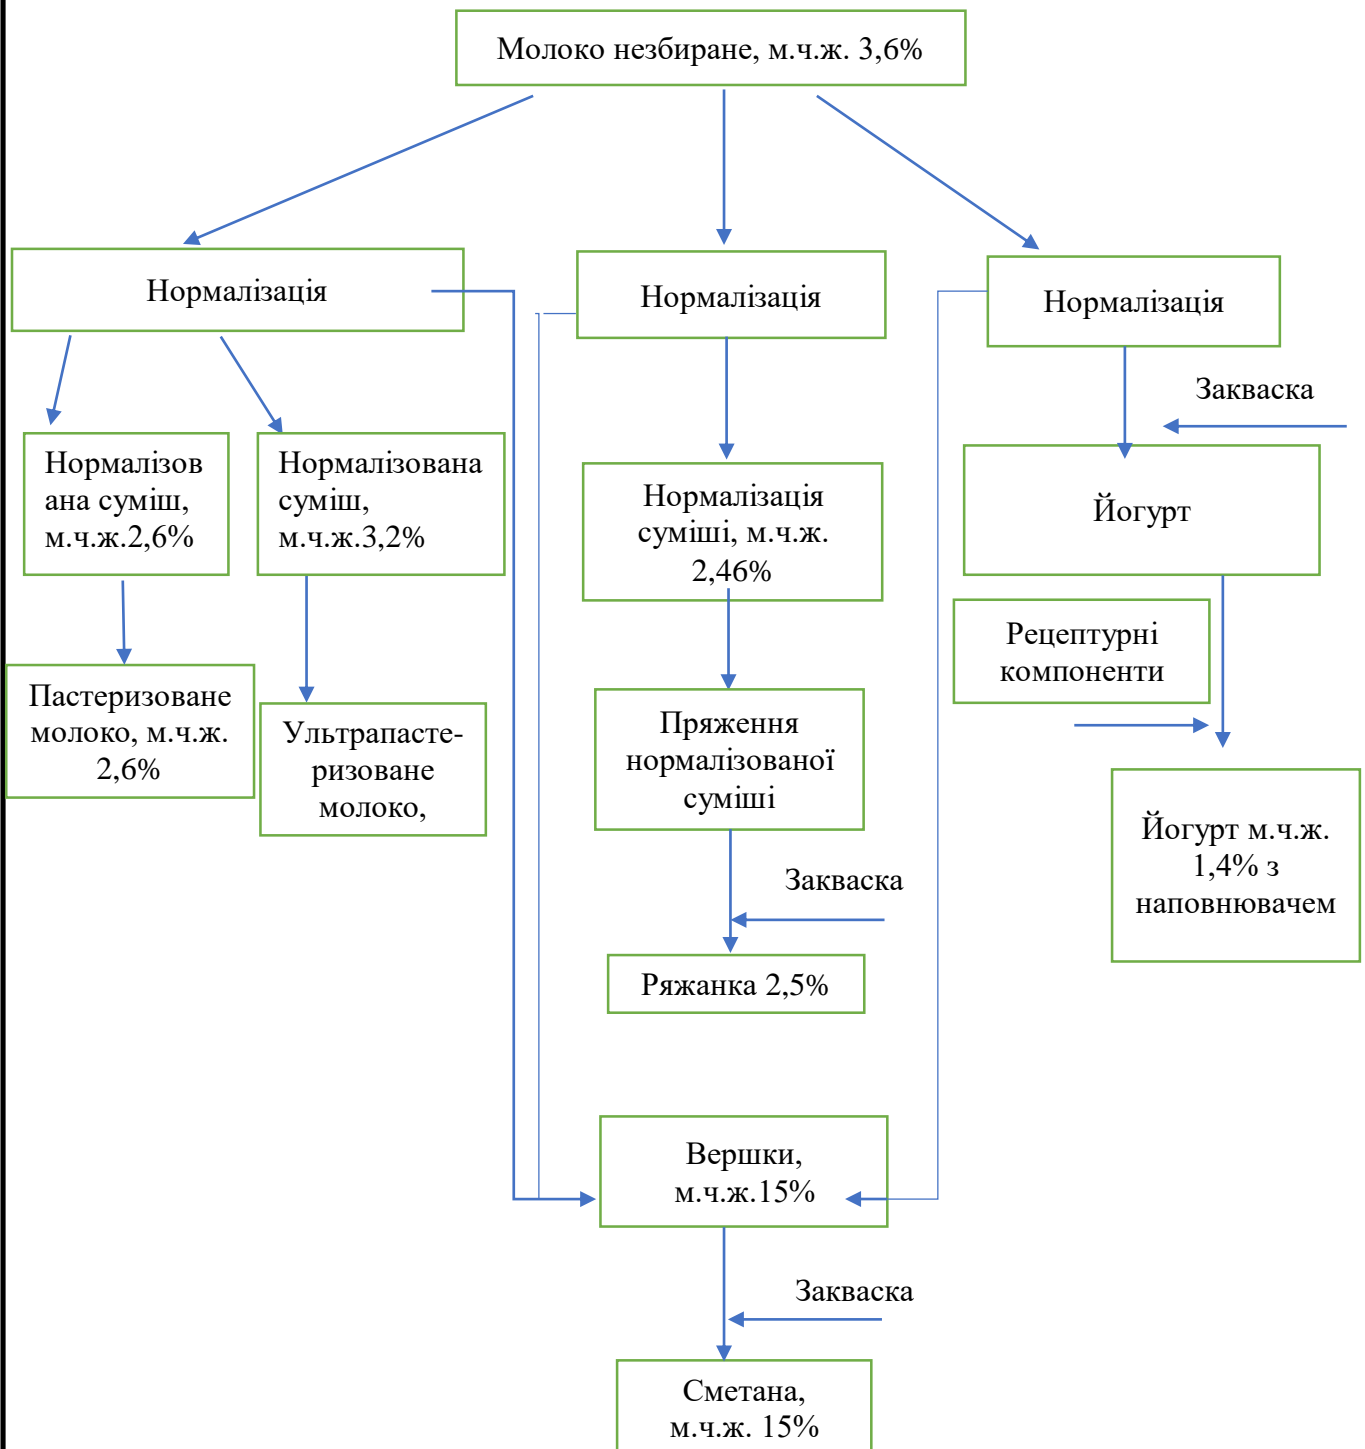 Молоко незбиране, м.ч.ж. 3,6%
Нормалізація
Нормалізація
Нормалізація
Закваска
Нормалізов
ана суміш,
м.ч.ж.2,6%
Нормалізована
суміш,
м.ч.ж.3,2%
Нормалізація
суміші, м.ч.ж.
2,46%
Йогурт
Рецептурні
компоненти
Пастеризоване
молоко, м.ч.ж.
2,6%
Ультрапасте-
ризоване
молоко,
Пряження
нормалізованої
суміші
Йогурт м.ч.ж.
1,4% з
наповнювачем
Закваска
Ряжанка 2,5%
Вершки,
м.ч.ж.15%
Закваска
Сметана,
м.ч.ж. 15%